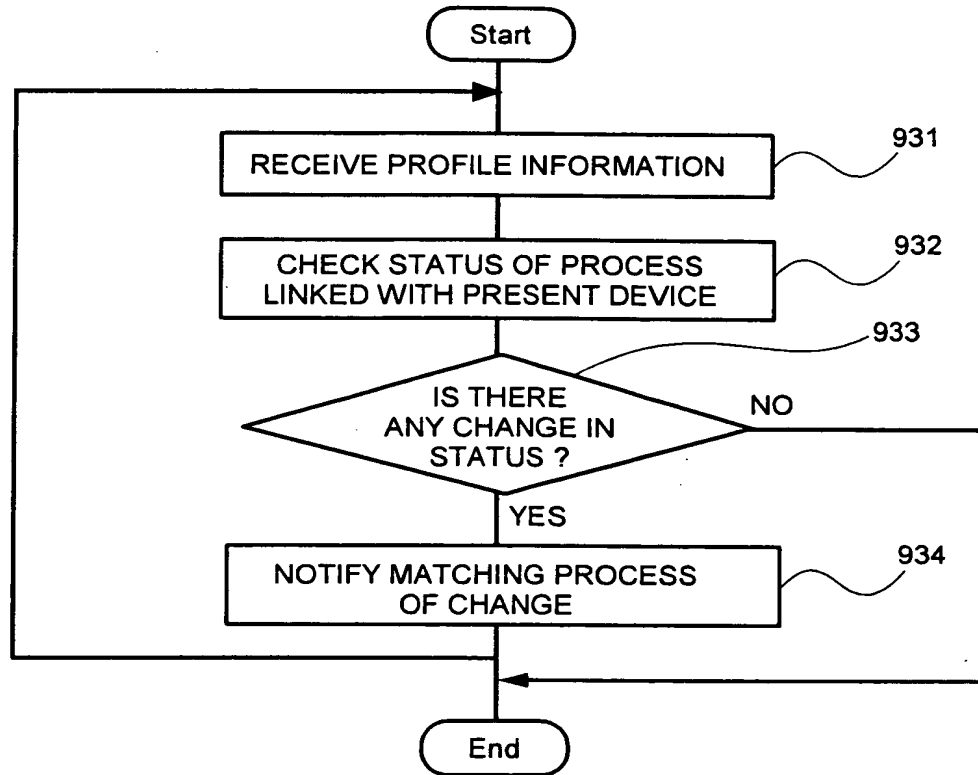 Start
RECEIVE PROFILE INFORMATION
931
CHECK STATUS OF PROCESS
LINKED WITH PRESENT DEVICE
932
933
IS THERE
ANY CHANGE IN
STATUS ?
NO
YES
NOTIFY MATCHING PROCESS
OF CHANGE
934
End